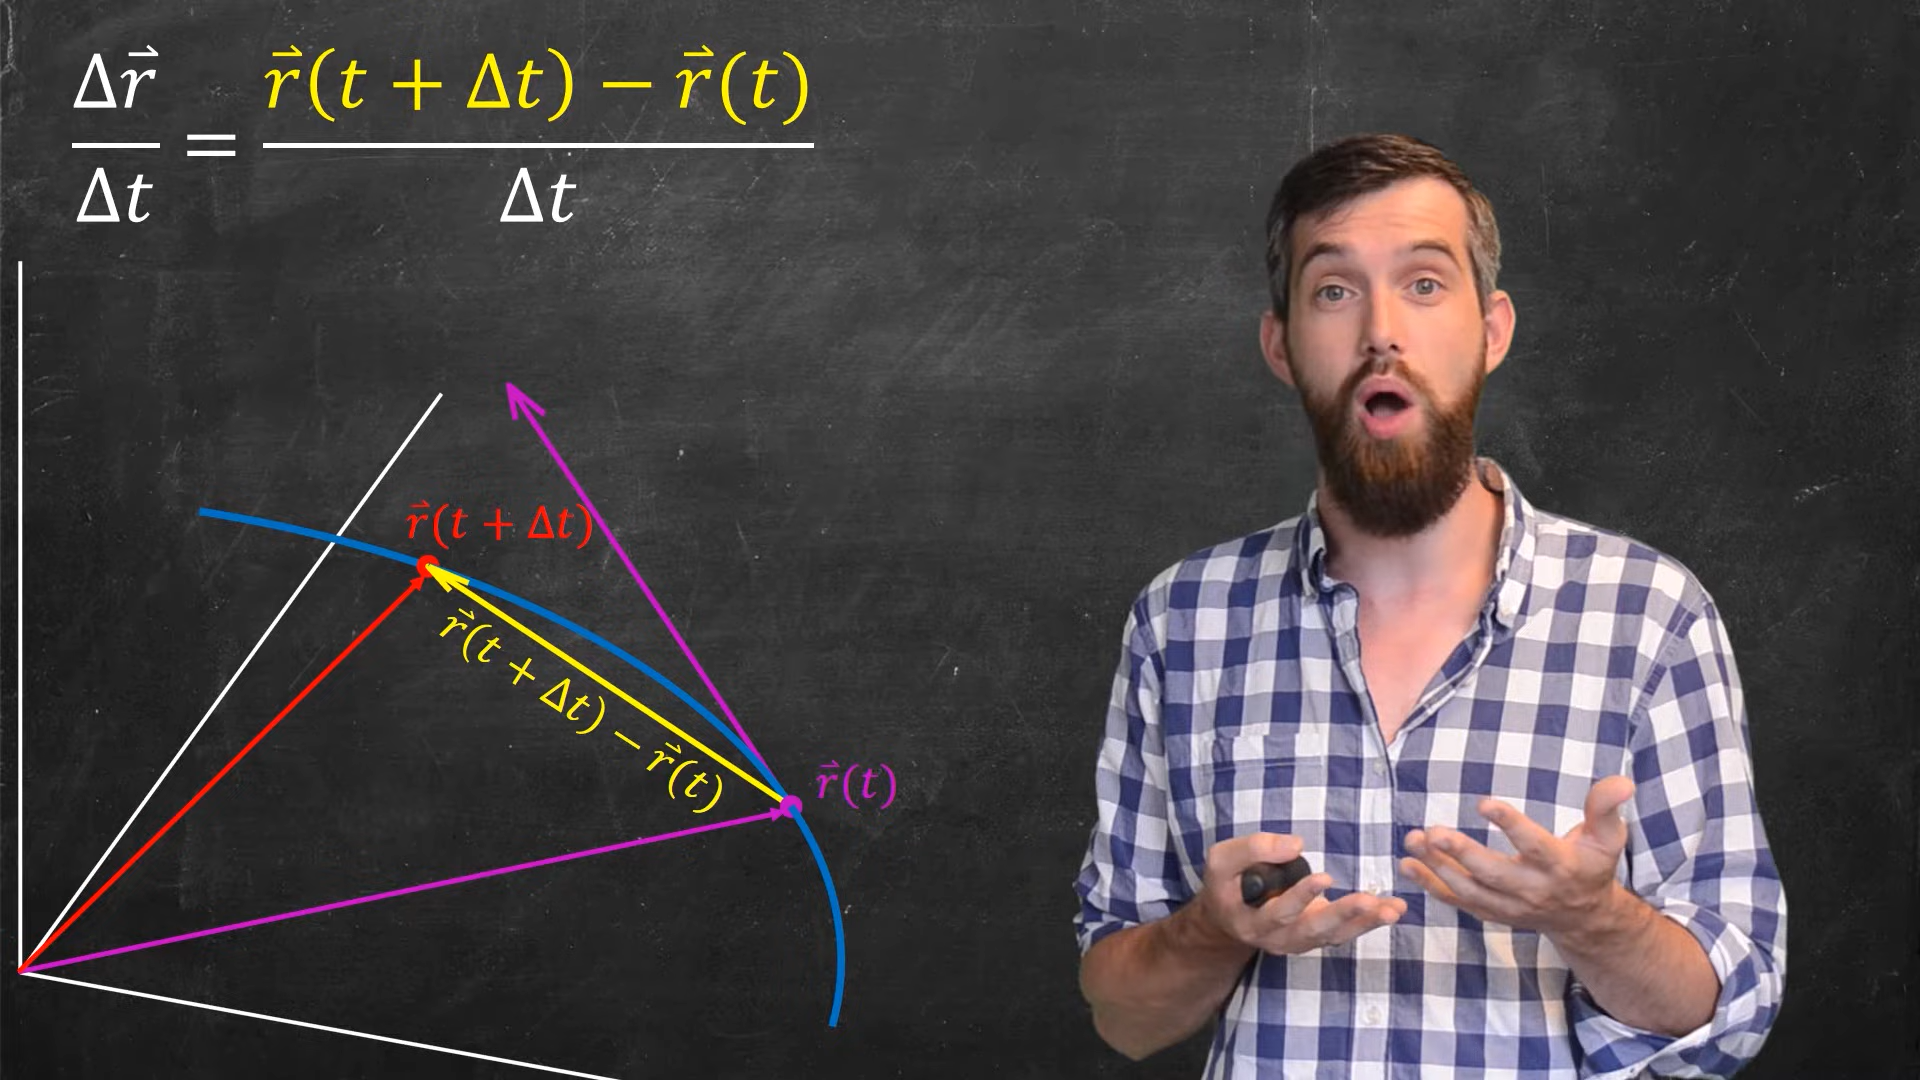 Δr⃗/Δt = (r⃗(t + Δt) − r⃗(t))/Δt
r⃗(t + Δt)
r⃗(t + Δt) − r⃗(t)
r⃗(t)